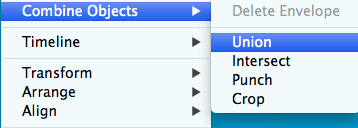 Combine Objects
Timeline
Transform
Arrange
Align
Delete Envelope
Union
Intersect
Punch
Crop